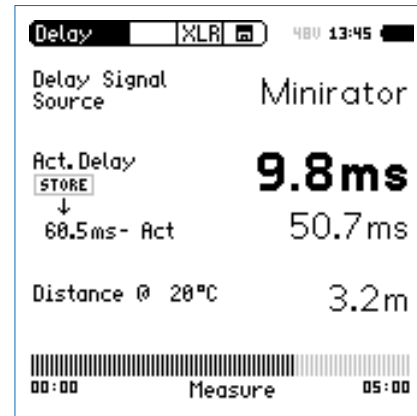 Delay XLR 48V 13:45
Delay Signal
Source
Minirator
Act. Delay
9.8ms
STORE
60.5ms- Act
50.7ms
Distance @ 20°C
3.2m
00:00 Measure 05:00